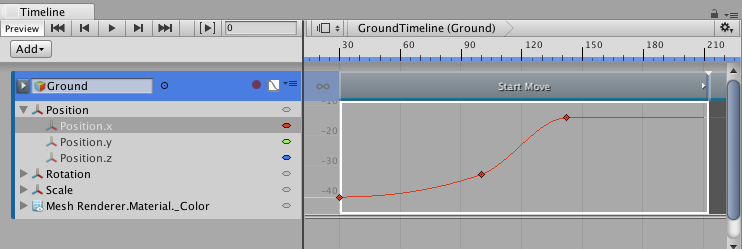 Timeline
Preview
0
GroundTimeline (Ground)
Add
30 60 90 120 150 180 210
Ground
Start Move
Position
-10
Position.x
-20
Position.y
Position.z
-30
Rotation
Scale
-40
Mesh Renderer.Material._Color